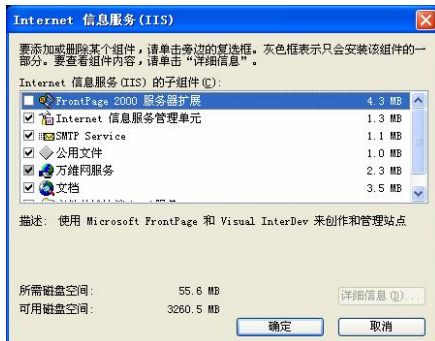 Internet 信息服务(IIS)
要添加或删除某个组件，请单击旁边的复选框。灰色框表示只会安装该组件的一
部分。要查看组件内容，请单击“详细信息”。
Internet 信息服务(IIS) 的子组件(C):
FrontPage 2000 服务器扩展 4.3 MB
Internet 信息服务管理单元 1.3 MB
SMTP Service 1.1 MB
公用文件 1.0 MB
万维网服务 2.3 MB
文档 3.5 MB
描述: 使用 Microsoft FrontPage 和 Visual InterDev 来创作和管理站点
所需磁盘空间: 55.6 MB
详细信息(D)...
可用磁盘空间: 3260.5 MB
确定 取消